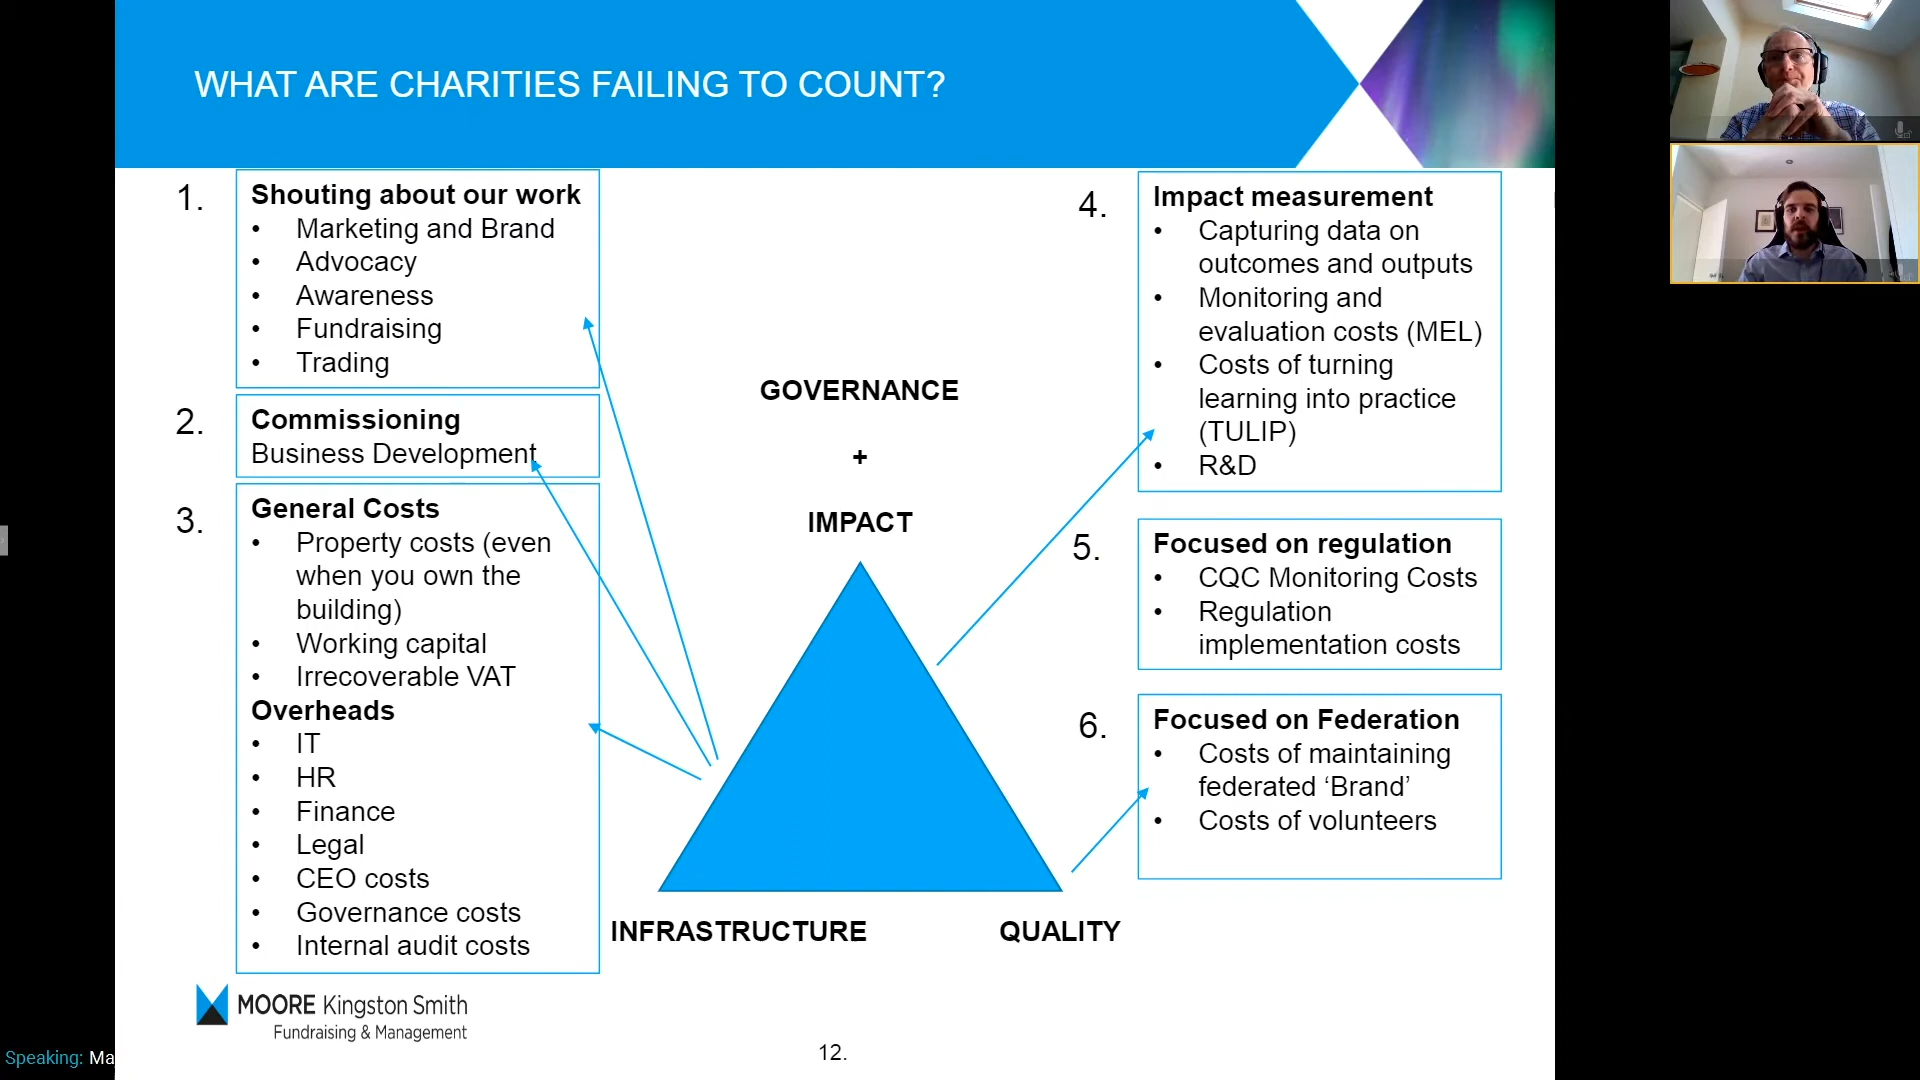 WHAT ARE CHARITIES FAILING TO COUNT?
1.
Shouting about our work
• Marketing and Brand
• Advocacy
• Awareness
• Fundraising
• Trading
2.
Commissioning
Business Development
3.
General Costs
• Property costs (even
when you own the
building)
• Working capital
• Irrecoverable VAT
Overheads
• IT
• HR
• Finance
• Legal
• CEO costs
• Governance costs
• Internal audit costs
GOVERNANCE
+
IMPACT
INFRASTRUCTURE
QUALITY
4.
Impact measurement
• Capturing data on
outcomes and outputs
• Monitoring and
evaluation costs (MEL)
• Costs of turning
learning into practice
(TULIP)
• R&D
5.
Focused on regulation
• CQC Monitoring Costs
• Regulation
implementation costs
6.
Focused on Federation
• Costs of maintaining
federated ‘Brand’
• Costs of volunteers
MOORE Kingston Smith
Fundraising & Management
12.
Speaking: Ma